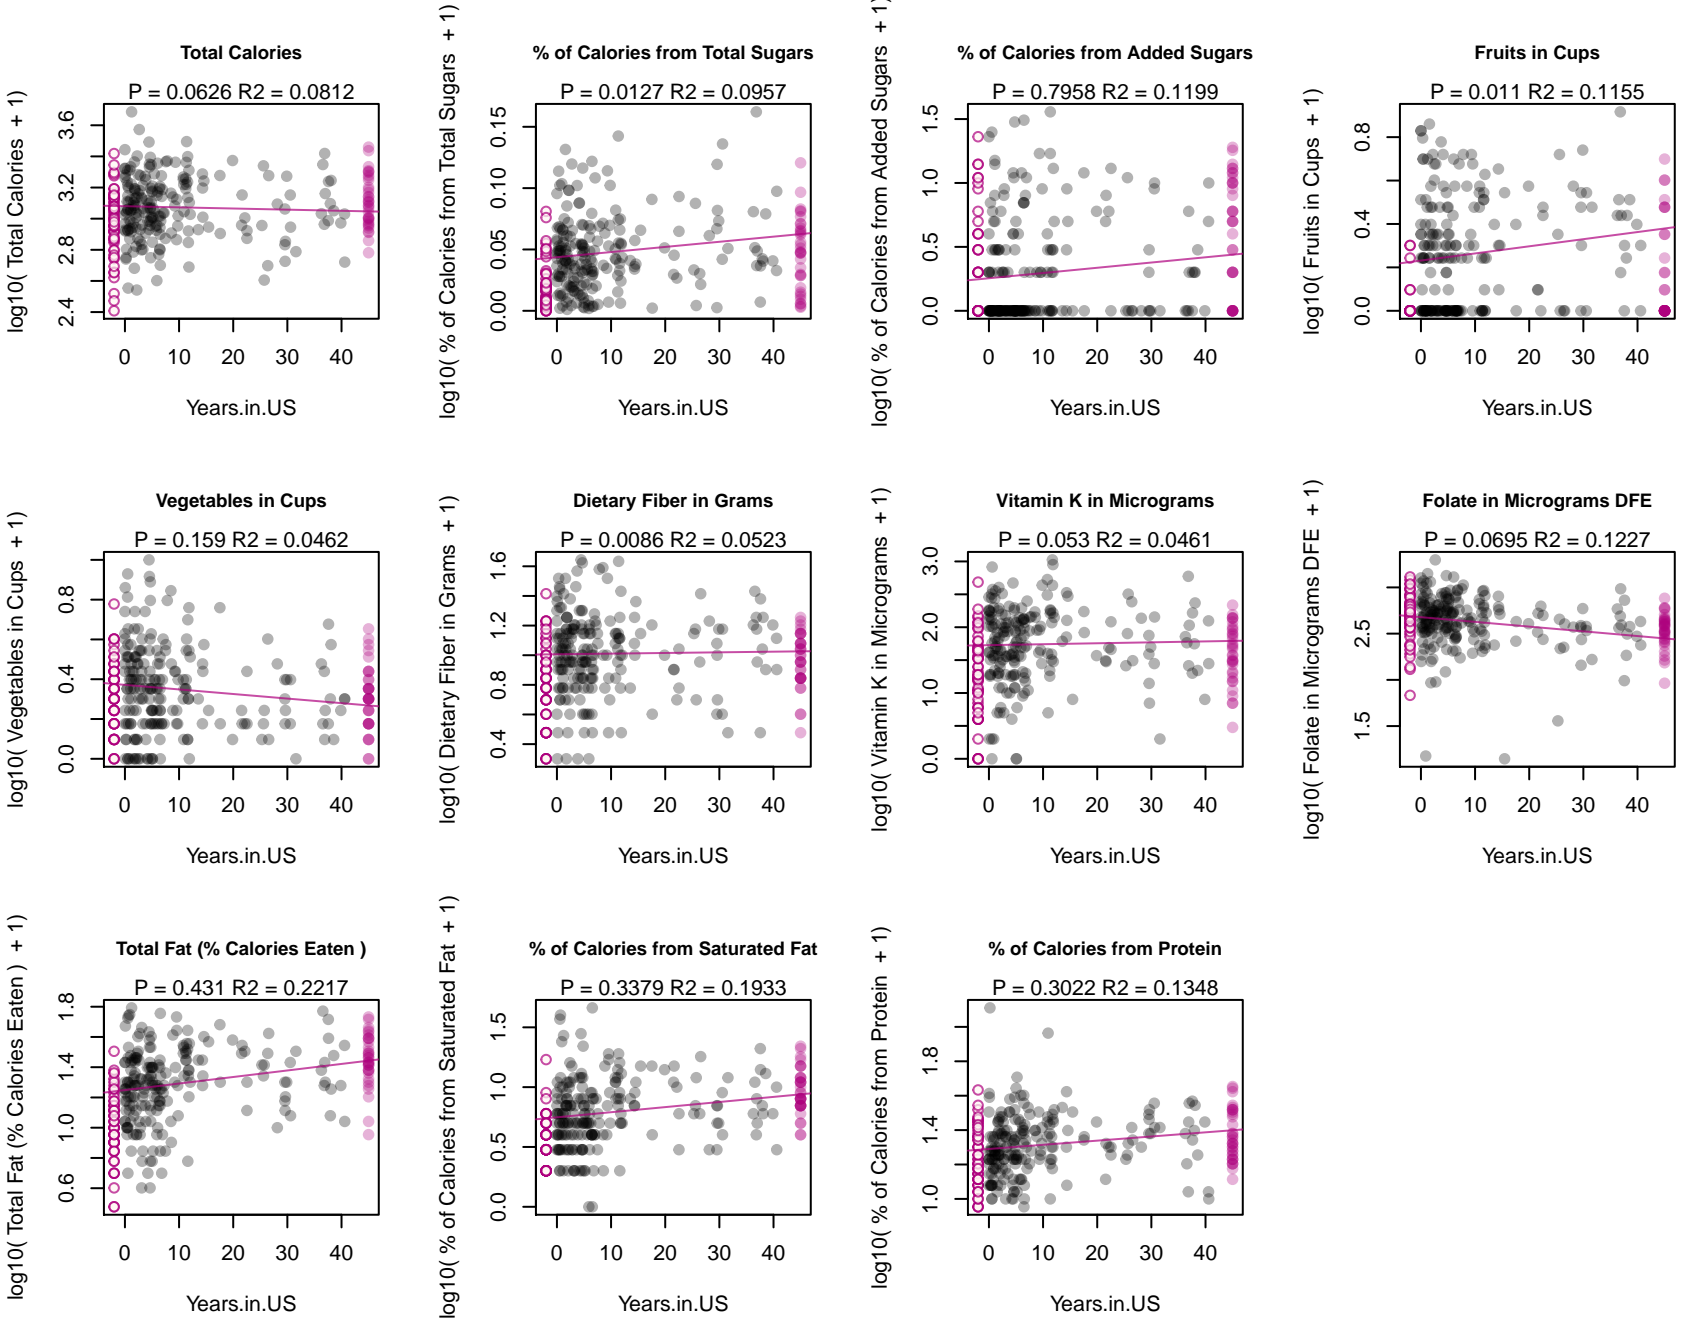 Total Calories
P = 0.0626 R2 = 0.0812
log10( Total Calories + 1)
2.4 2.8 3.2 3.6
0 10 20 30 40
Years.in.US
% of Calories from Total Sugars
P = 0.0127 R2 = 0.0957
log10( % of Calories from Total Sugars + 1)
0.00 0.05 0.10 0.15
0 10 20 30 40
Years.in.US
% of Calories from Added Sugars
P = 0.7958 R2 = 0.1199
log10( % of Calories from Added Sugars + 1)
0.0 0.5 1.0 1.5
0 10 20 30 40
Years.in.US
Fruits in Cups
P = 0.011 R2 = 0.1155
log10( Fruits in Cups + 1)
0.0 0.4 0.8
0 10 20 30 40
Years.in.US
Vegetables in Cups
P = 0.159 R2 = 0.0462
log10( Vegetables in Cups + 1)
0.0 0.4 0.8
0 10 20 30 40
Years.in.US
Dietary Fiber in Grams
P = 0.0086 R2 = 0.0523
log10( Dietary Fiber in Grams + 1)
0.4 0.8 1.2 1.6
0 10 20 30 40
Years.in.US
Vitamin K in Micrograms
P = 0.053 R2 = 0.0461
log10( Vitamin K in Micrograms + 1)
0.0 1.0 2.0 3.0
0 10 20 30 40
Years.in.US
Folate in Micrograms DFE
P = 0.0695 R2 = 0.1227
log10( Folate in Micrograms DFE + 1)
1.5 2.5
0 10 20 30 40
Years.in.US
Total Fat (% Calories Eaten )
P = 0.431 R2 = 0.2217
log10( Total Fat (% Calories Eaten ) + 1)
0.6 1.0 1.4 1.8
0 10 20 30 40
Years.in.US
% of Calories from Saturated Fat
P = 0.3379 R2 = 0.1933
log10( % of Calories from Saturated Fat + 1)
0.0 0.5 1.0 1.5
0 10 20 30 40
Years.in.US
% of Calories from Protein
P = 0.3022 R2 = 0.1348
log10( % of Calories from Protein + 1)
1.0 1.4 1.8
0 10 20 30 40
Years.in.US